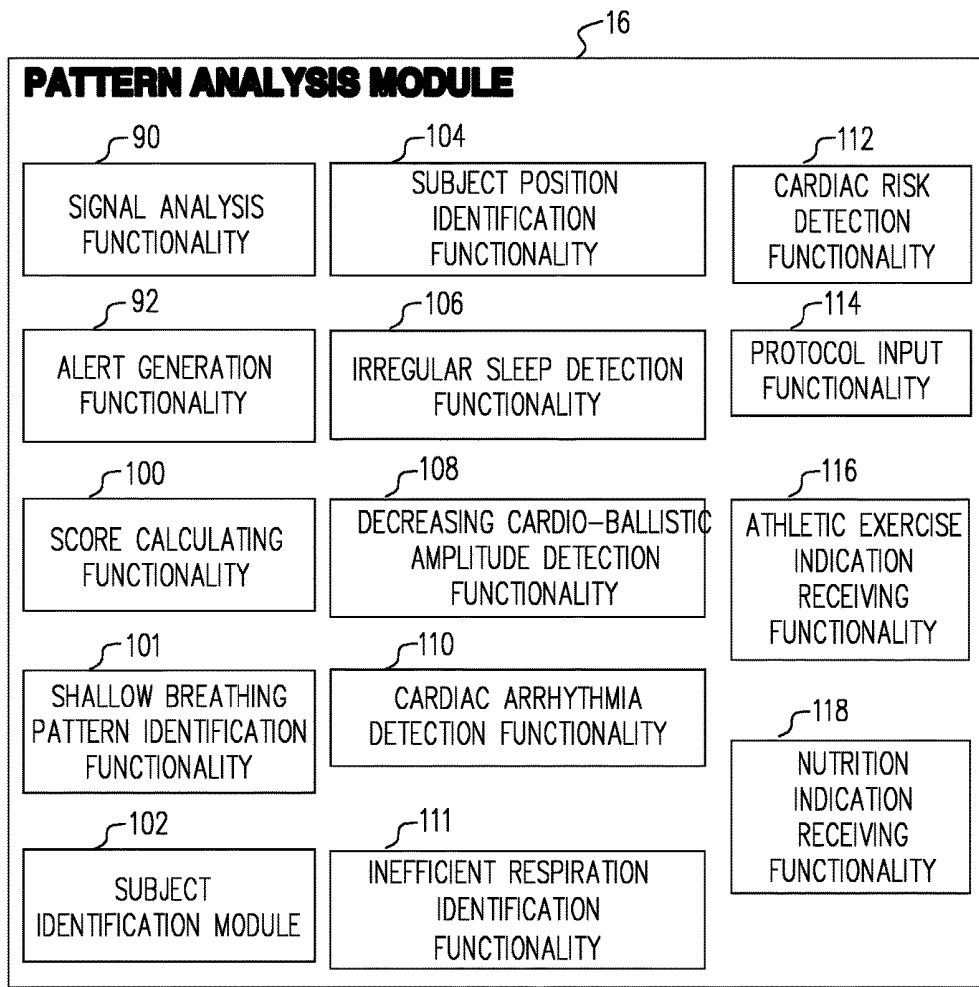 16
PATTERN ANALYSIS MODULE
90
SIGNAL ANALYSIS
FUNCTIONALITY
92
ALERT GENERATION
FUNCTIONALITY
100
SCORE CALCULATING
FUNCTIONALITY
101
SHALLOW BREATHING
PATTERN IDENTIFICATION
FUNCTIONALITY
102
SUBJECT
IDENTIFICATION MODULE
104
SUBJECT POSITION
IDENTIFICATION
FUNCTIONALITY
106
IRREGULAR SLEEP DETECTION
FUNCTIONALITY
108
DECREASING CARDIO-BALLISTIC
AMPLITUDE DETECTION
FUNCTIONALITY
110
CARDIAC ARRHYTHMIA
DETECTION FUNCTIONALITY
111
INEFFICIENT RESPIRATION
IDENTIFICATION
FUNCTIONALITY
112
CARDIAC RISK
DETECTION
FUNCTIONALITY
114
PROTOCOL INPUT
FUNCTIONALITY
116
ATHLETIC EXERCISE
INDICATION
RECEIVING
FUNCTIONALITY
118
NUTRITION
INDICATION
RECEIVING
FUNCTIONALITY